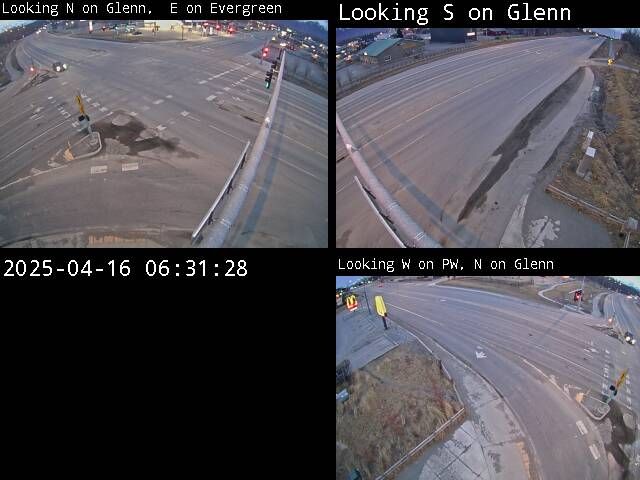 Looking N on Glenn,  E on Evergreen
Looking S on Glenn
2025-04-16 06:31:28
Looking W on PW, N on Glenn